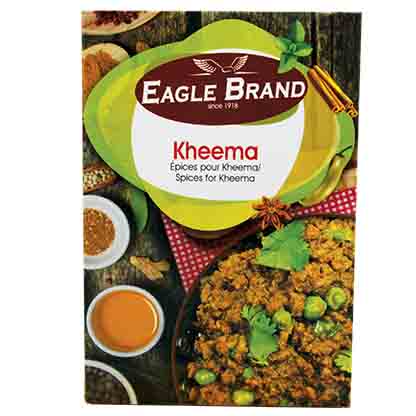 EAGLE BRAND
since 1918
Kheema
Épices pour Kheema/
Spices for Kheema